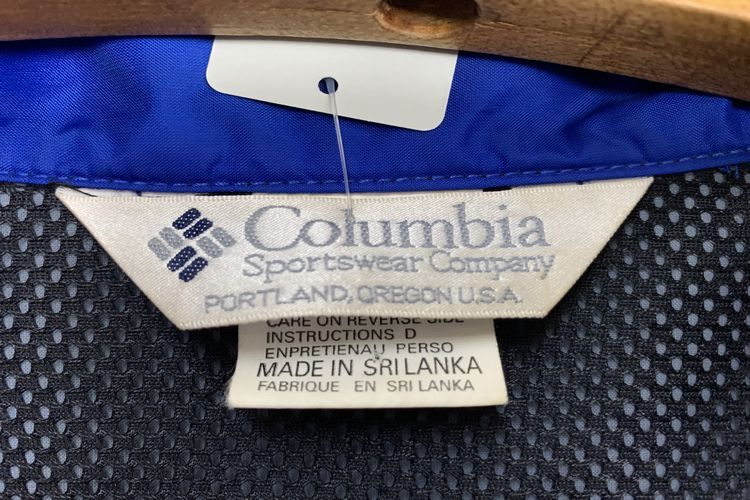 Columbia
Sportswear Company
PORTLAND, OREGON U.S.A.
CARE ON REVERSE SIDE
INSTRUCTIONS D
ENPRETIENAU PERSO
MADE IN SRI LANKA
FABRIQUE EN SRI LANKA